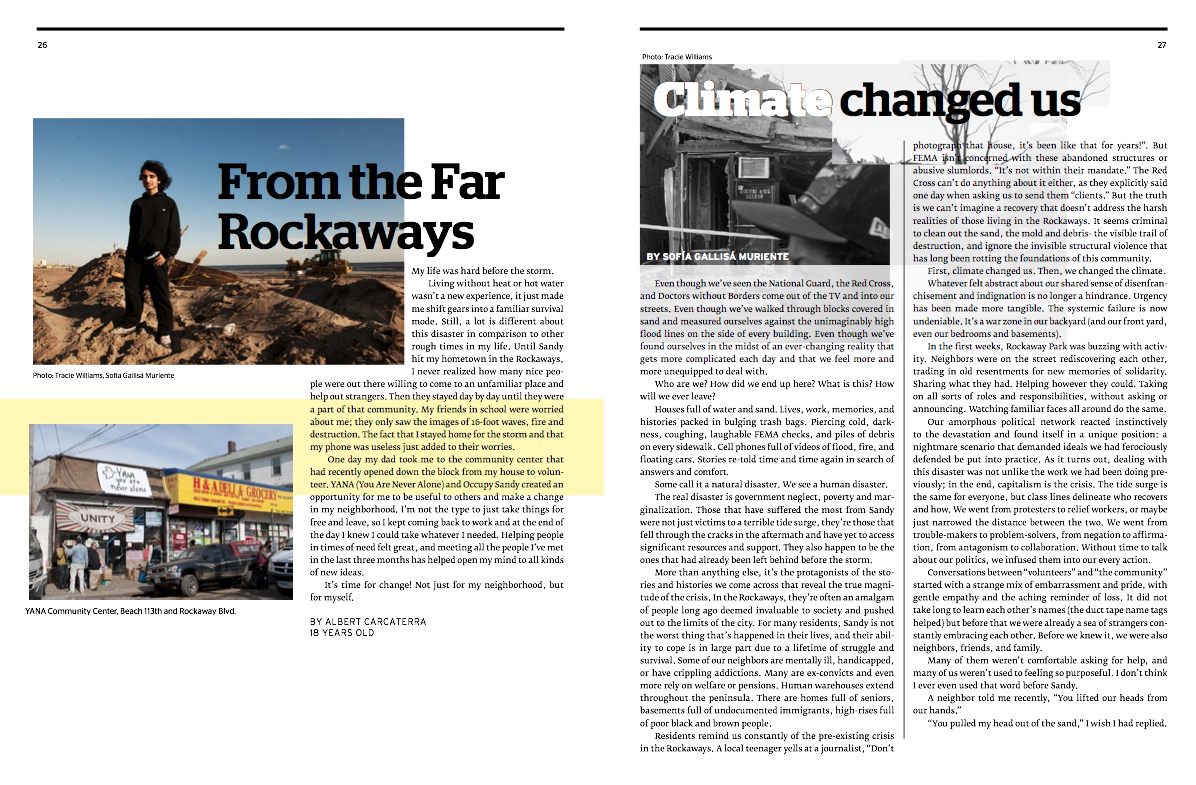 26
From the Far
Rockaways
My life was hard before the storm.
Living without heat or hot water
wasn't a new experience, it just made
me shift gears into a familiar survival
mode. Still, a lot is different about
this disaster in comparison to other
rough times in my life. Until Sandy
hit my hometown in the Rockaways,
I never realized how many nice peo-
ple were out there willing to come to an unfamiliar place and
help out strangers. Then they stayed day by day until they were
a part of that community. My friends in school were worried
about me; they only saw the images of 16-foot waves, fire and
destruction. The fact that I stayed home for the storm and that
my phone was useless just added to their worries.
One day my dad took me to the community center that
had recently opened down the block from my house to volun-
teer. YANA (You Are Never Alone) and Occupy Sandy created an
opportunity for me to be useful to others and make a change
in my neighborhood. I'm not the type to just take things for
free and leave, so I kept coming back to work and at the end of
the day I knew I could take whatever I needed. Helping people
in times of need felt great, and meeting all the people I've met
in the last three months has helped open my mind to all kinds
of new ideas.
It's time for change! Not just for my neighborhood, but
for myself.
BY ALBERT CARCATERRA
18 YEARS OLD
Photo: Tracie Williams, Sofía Gallisá Muriente
YANA
you are
never alone
H & A DELI & GROCERY
UNITY
YANA Community Center, Beach 113th and Rockaway Blvd.
27
Photo: Tracie Williams
Climate changed us
BY SOFÍA GALLISÁ MURIENTE
Even though we've seen the National Guard, the Red Cross,
and Doctors without Borders come out of the TV and into our
streets. Even though we've walked through blocks covered in
sand and measured ourselves against the unimaginably high
flood lines on the side of every building. Even though we've
found ourselves in the midst of an ever-changing reality that
gets more complicated each day and that we feel more and
more unequipped to deal with.
Who are we? How did we end up here? What is this? How
will we ever leave?
Houses full of water and sand. Lives, work, memories, and
histories packed in bulging trash bags. Piercing cold, dark-
ness, coughing, laughable FEMA checks, and piles of debris
on every sidewalk. Cell phones full of videos of flood, fire, and
floating cars. Stories re-told time and time again in search of
answers and comfort.
Some call it a natural disaster. We see a human disaster.
The real disaster is government neglect, poverty and mar-
ginalization. Those that have suffered the most from Sandy
were not just victims to a terrible tide surge, they're those that
fell through the cracks in the aftermath and have yet to access
significant resources and support. They also happen to be the
ones that had already been left behind before the storm.
More than anything else, it's the protagonists of the sto-
ries and histories we come across that reveal the true magni-
tude of the crisis. In the Rockaways, they're often an amalgam
of people long ago deemed invaluable to society and pushed
out to the limits of the city. For many residents, Sandy is not
the worst thing that's happened in their lives, and their abil-
ity to cope is in large part due to a lifetime of struggle and
survival. Some of our neighbors are mentally ill, handicapped,
or have crippling addictions. Many are ex-convicts and even
more rely on welfare or pensions. Human warehouses extend
throughout the peninsula. There are homes full of seniors,
basements full of undocumented immigrants, high-rises full
of poor black and brown people.
Residents remind us constantly of the pre-existing crisis
in the Rockaways. A local teenager yells at a journalist, "Don't
photograph that house, it's been like that for years!". But
FEMA isn't concerned with these abandoned structures or
abusive slumlords. "It's not within their mandate." The Red
Cross can't do anything about it either, as they explicitly said
one day when asking us to send them "clients." But the truth
is we can't imagine a recovery that doesn't address the harsh
realities of those living in the Rockaways. It seems criminal
to clean out the sand, the mold and debris- the visible trail of
destruction, and ignore the invisible structural violence that
has long been rotting the foundations of this community.
First, climate changed us. Then, we changed the climate.
Whatever felt abstract about our shared sense of disenfran-
chisement and indignation is no longer a hindrance. Urgency
has been made more tangible. The systemic failure is now
undeniable. It's a war zone in our backyard (and our front yard,
even our bedrooms and basements).
In the first weeks, Rockaway Park was buzzing with activ-
ity. Neighbors were on the street rediscovering each other,
trading in old resentments for new memories of solidarity.
Sharing what they had. Helping however they could. Taking
on all sorts of roles and responsibilities, without asking or
announcing. Watching familiar faces all around do the same.
Our amorphous political network reacted instinctively
to the devastation and found itself in a unique position: a
nightmare scenario that demanded ideals we had ferociously
defended be put into practice. As it turns out, dealing with
this disaster was not unlike the work we had been doing pre-
viously; in the end, capitalism is the crisis. The tide surge is
the same for everyone, but class lines delineate who recovers
and how. We went from protesters to relief workers, or maybe
just narrowed the distance between the two. We went from
trouble-makers to problem-solvers, from negation to affirma-
tion, from antagonism to collaboration. Without time to talk
about our politics, we infused them into our every action.
Conversations between "volunteers" and "the community"
started with a strange mix of embarrassment and pride, with
gentle empathy and the aching reminder of loss. It did not
take long to learn each other's names (the duct tape name tags
helped) but before that we were already a sea of strangers con-
stantly embracing each other. Before we knew it, we were also
neighbors, friends, and family.
Many of them weren't comfortable asking for help, and
many of us weren't used to feeling so purposeful. I don't think
I ever even used that word before Sandy.
A neighbor told me recently, "You lifted our heads from
our hands."
"You pulled my head out of the sand," I wish I had replied.